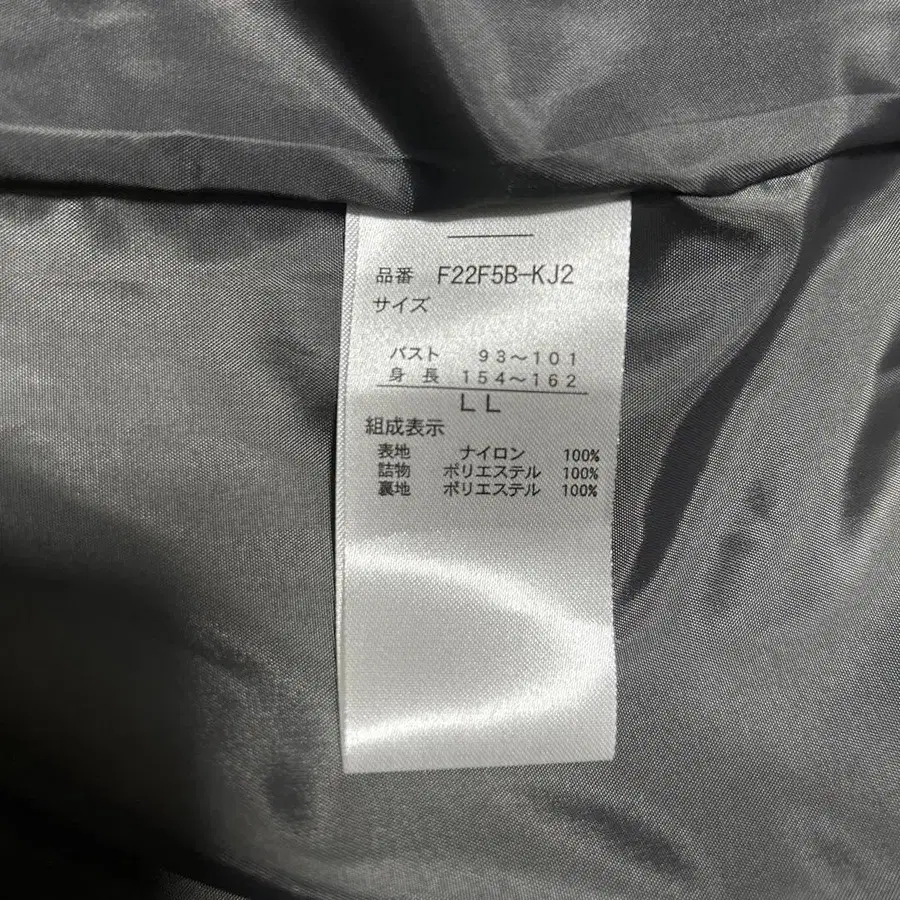 品番 F22F5B-KJ2
サイズ
バスト 93～101
身長 154～162
LL
組成表示
表地 ナイロン 100%
詰物 ポリエステル 100%
裏地 ポリエステル 100%